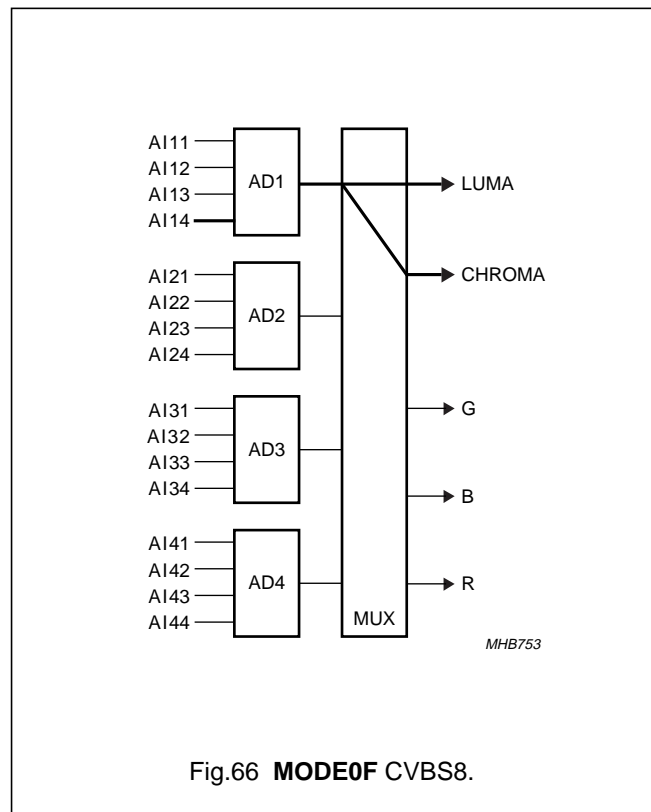 AI11
AI12
AI13
AI14
AD1
LUMA
CHROMA
AI21
AI22
AI23
AI24
AD2
AI31
AI32
AI33
AI34
AD3
G
B
AI41
AI42
AI43
AI44
AD4
R
MUX
MHB753
Fig.66 MODE0F CVBS8.